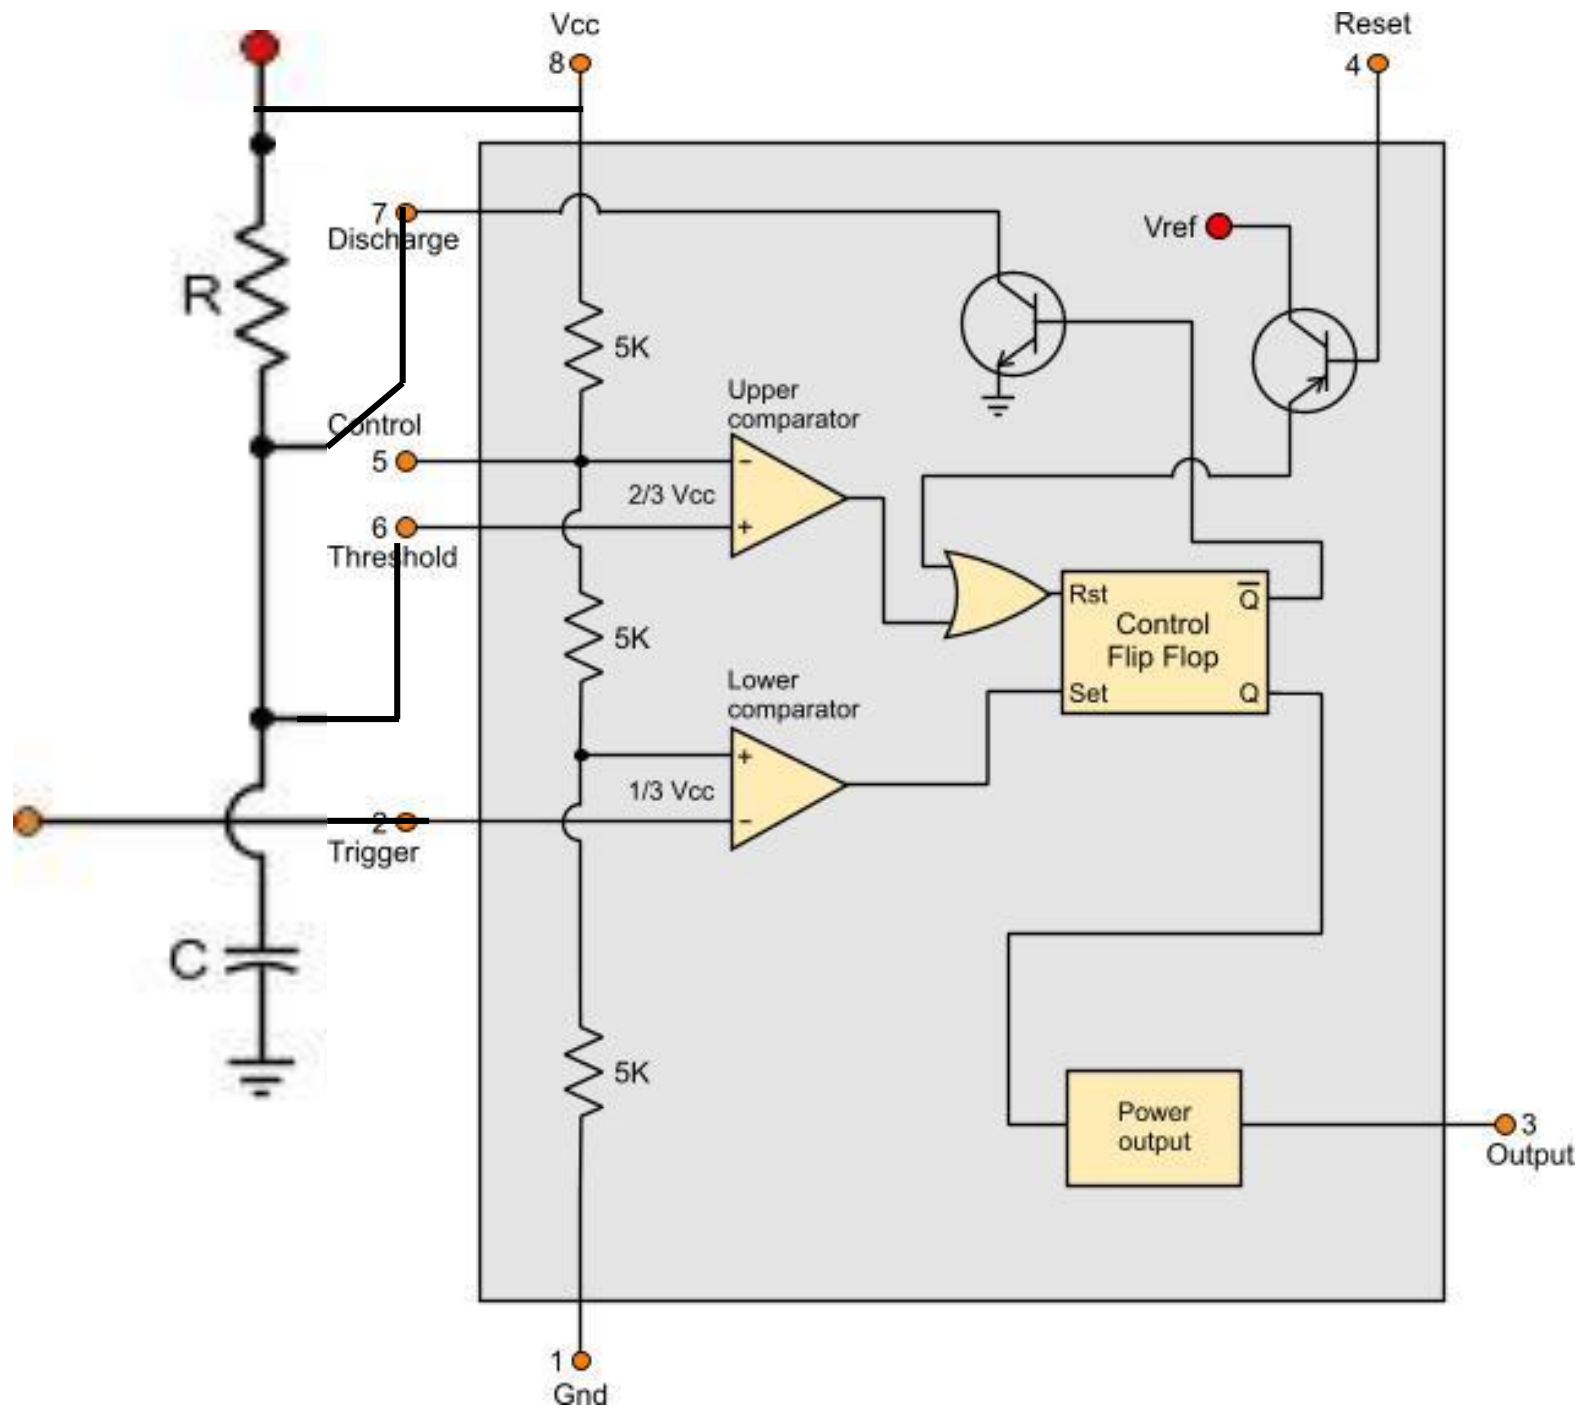 Vcc
Reset
8
4
7
Discharge
Vref
R
5K
Upper
comparator
Control
5
2/3 Vcc
6
Threshold
Rst
Q
Control
Flip Flop
5K
Set
Q
Lower
comparator
1/3 Vcc
2
Trigger
C
5K
Power
output
3
Output
1
Gnd